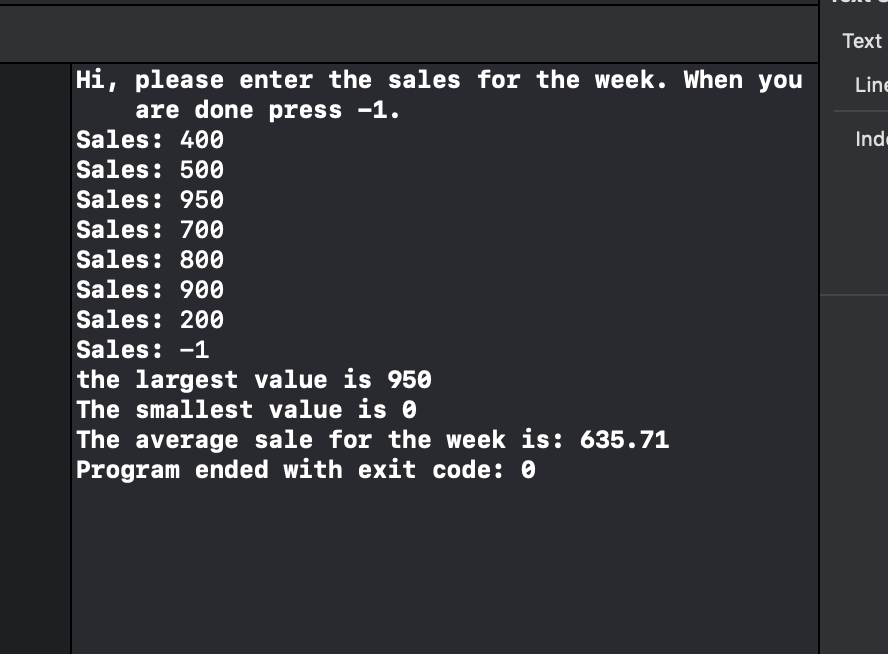 Text
Line
Hi, please enter the sales for the week. When you
are done press -1.
Sales: 400
Sales: 500
Sales: 950
Sales: 700
Sales: 800
Sales: 900
Sales: 200
Sales: -1
the largest value is 950
The smallest value is 0
The average sale for the week is: 635.71
Program ended with exit code: 0